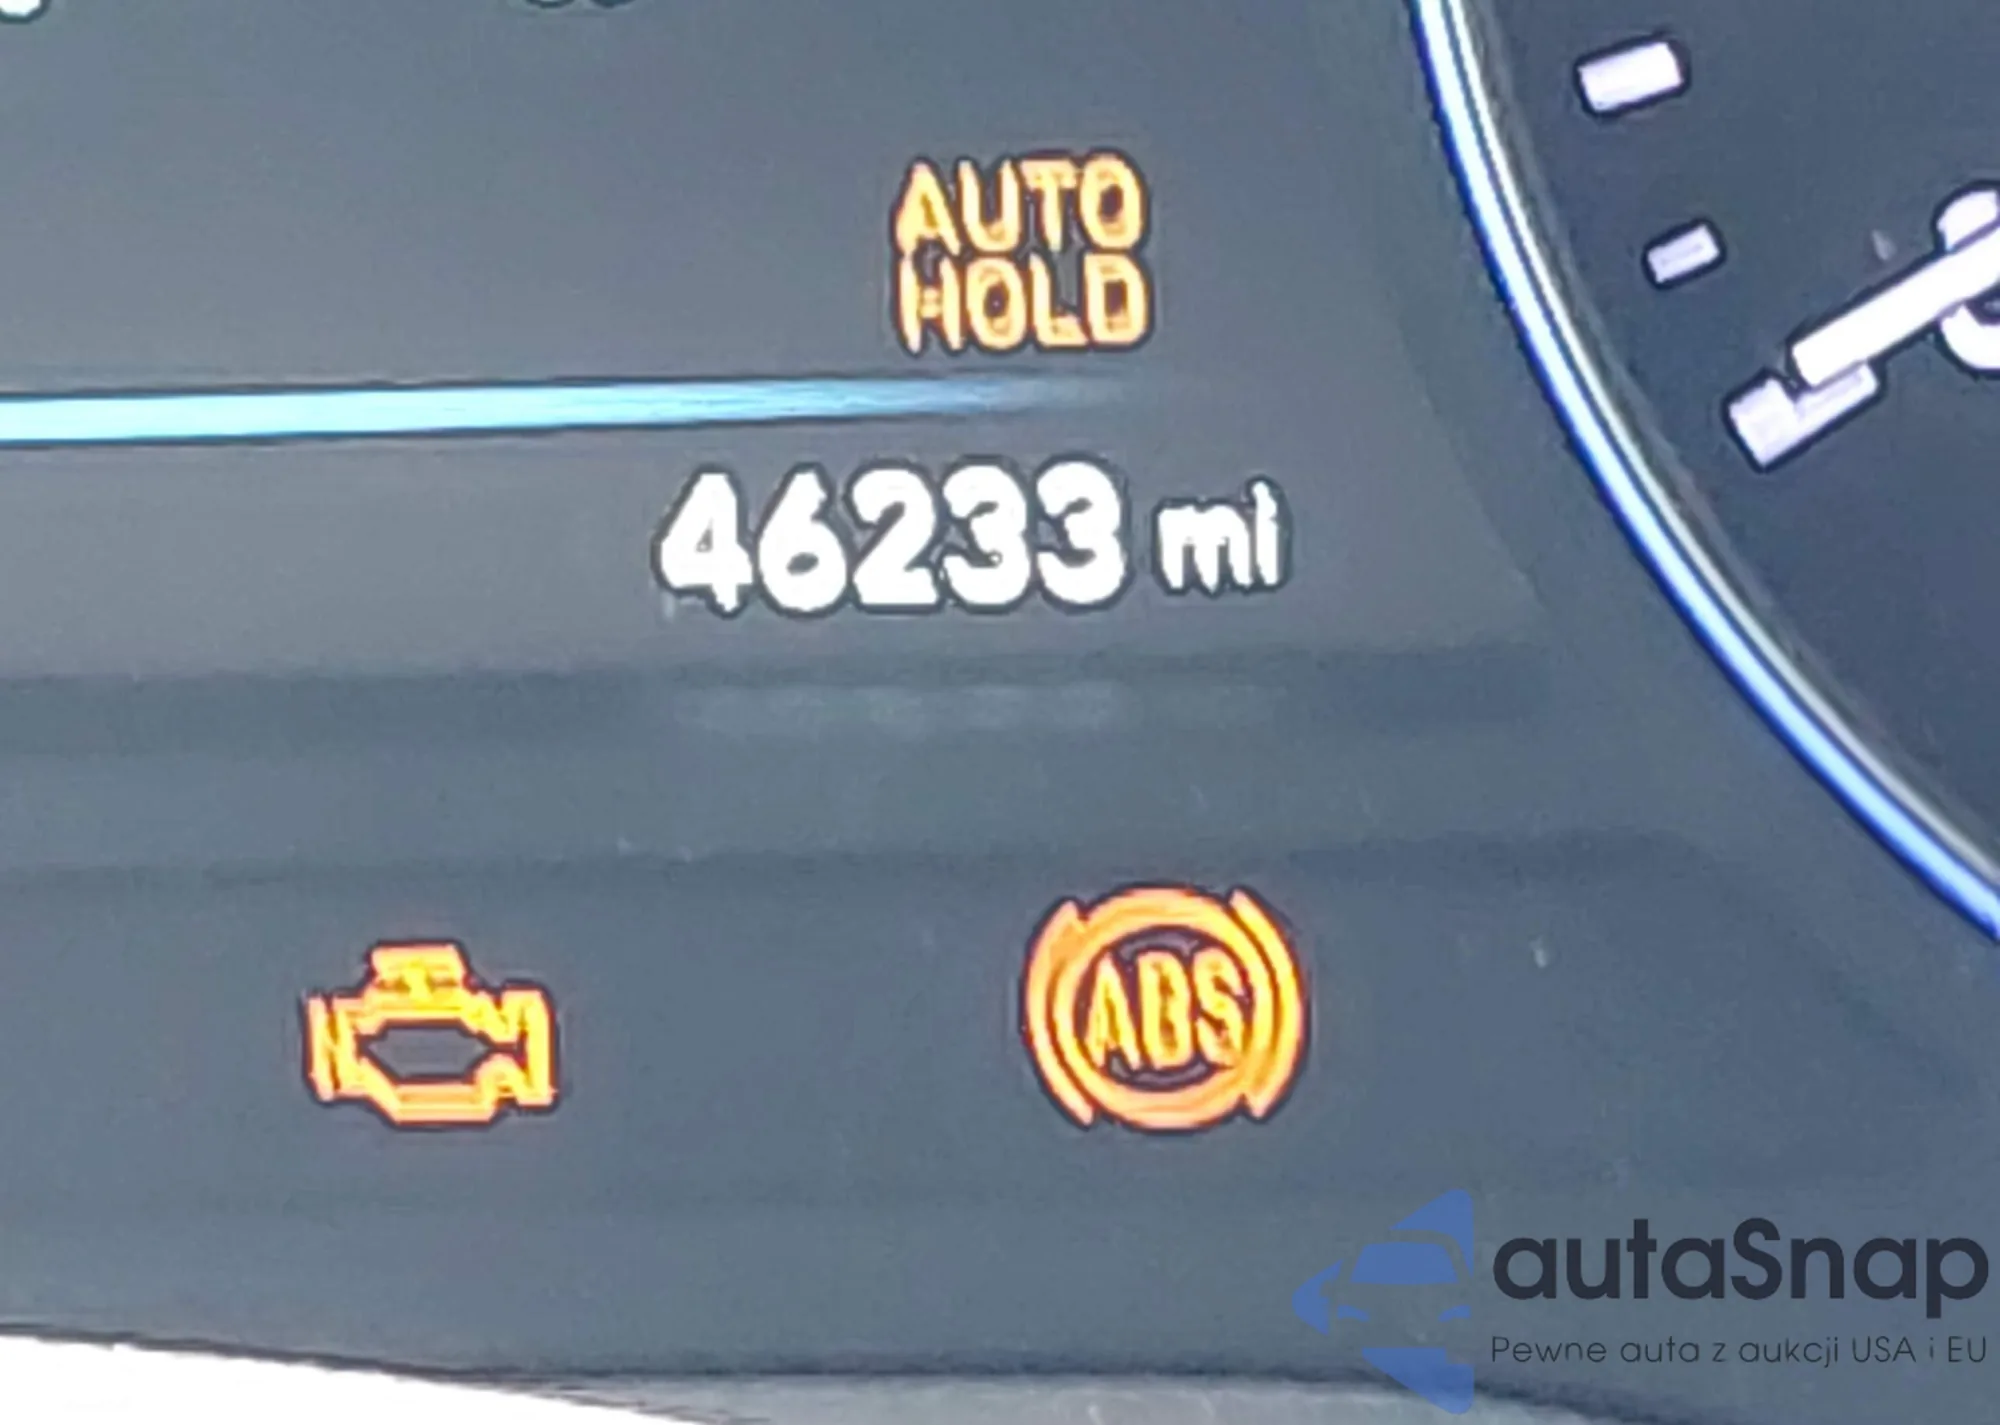 AUTO
HOLD
46233 mi
ABS
autaSnap
Pewne auta z aukcji USA i EU